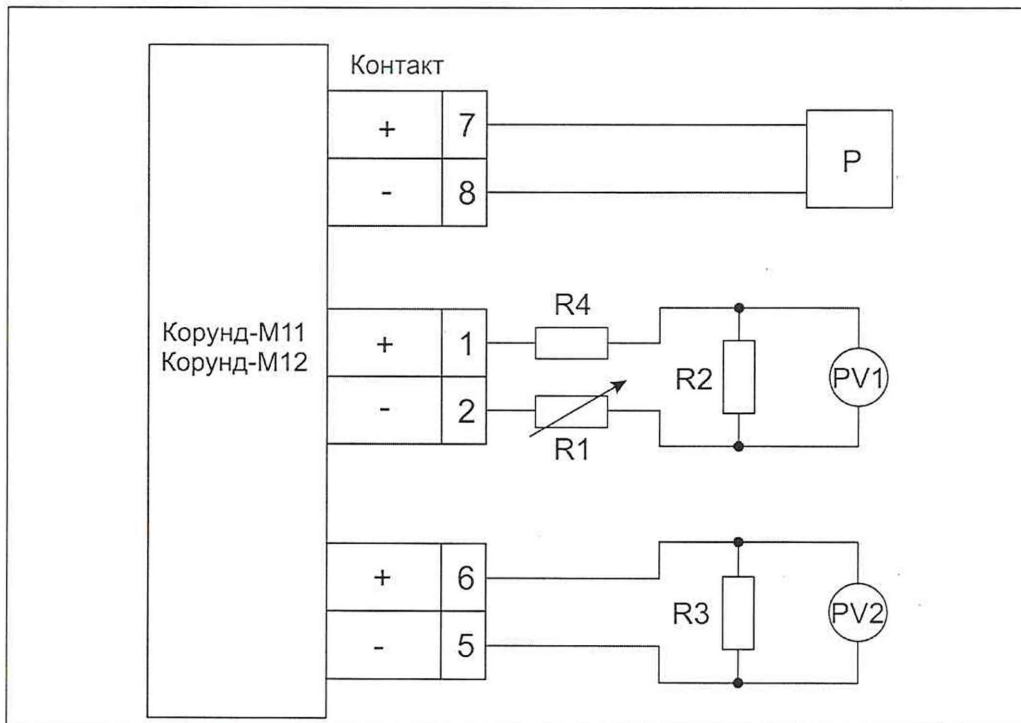 Контакт
+ 7
P
- 8
R4
Корунд-М11
Корунд-М12
+ 1
R2
PV1
- 2
R1
+ 6
R3
PV2
- 5